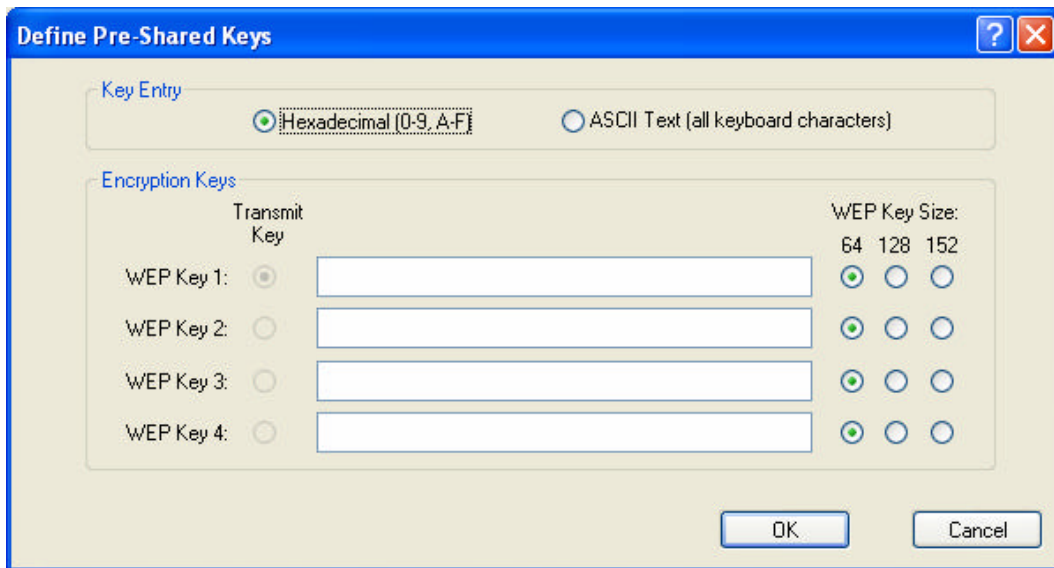 Define Pre-Shared Keys
Key Entry
Hexadecimal (0-9, A-F) ASCII Text (all keyboard characters)
Encryption Keys
Transmit Key WEP Key Size:
64 128 152
WEP Key 1:
WEP Key 2:
WEP Key 3:
WEP Key 4:
OK Cancel